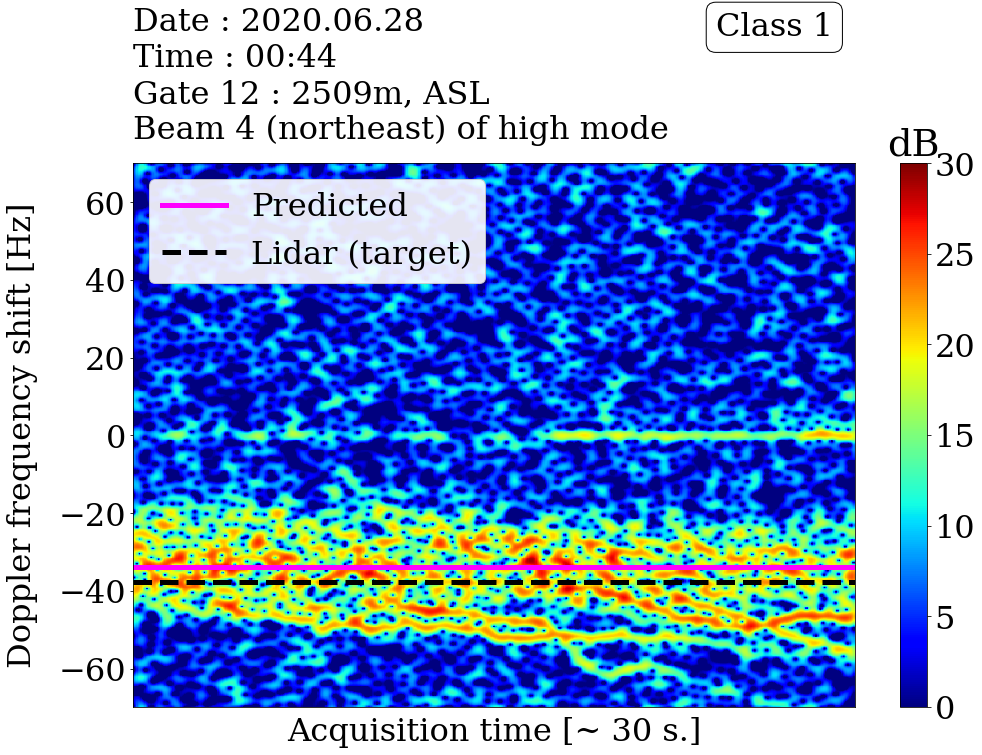 Date : 2020.06.28
Time : 00:44
Gate 12 : 2509m, ASL
Beam 4 (northeast) of high mode
Class 1
dB
Predicted
Lidar (target)
Doppler frequency shift [Hz]
60
40
20
0
−20
−40
−60
30
25
20
15
10
5
0
Acquisition time [~ 30 s.]